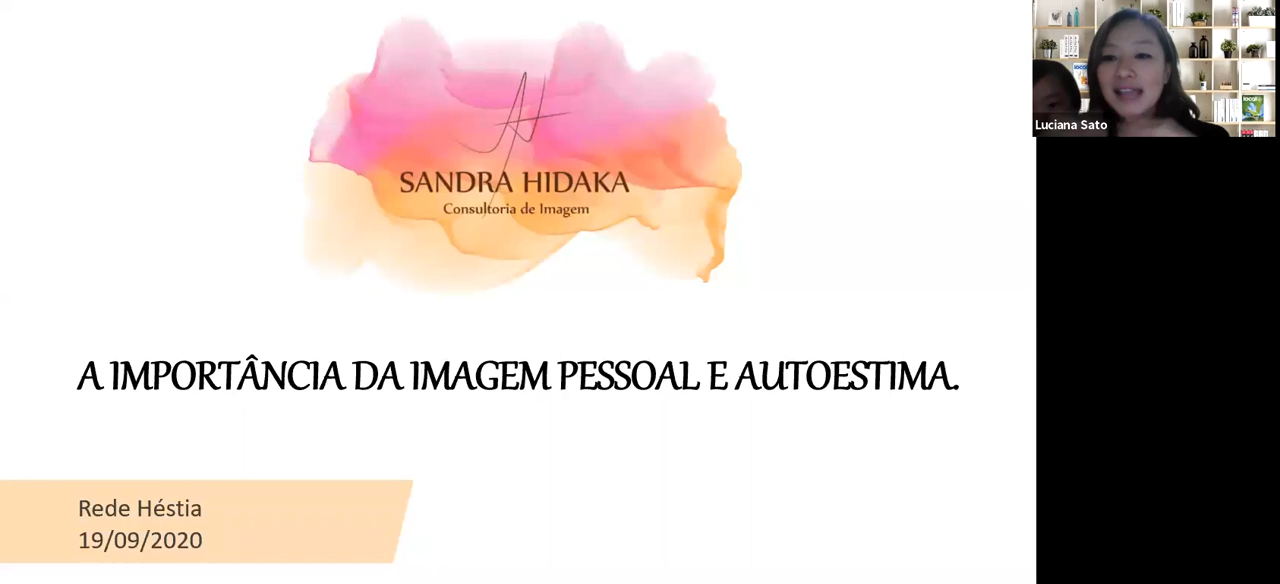 SANDRA HIDAKA
Consultoria de Imagem
A IMPORTÂNCIA DA IMAGEM PESSOAL E AUTOESTIMA.
Rede Héstia
19/09/2020
Luciana Sato